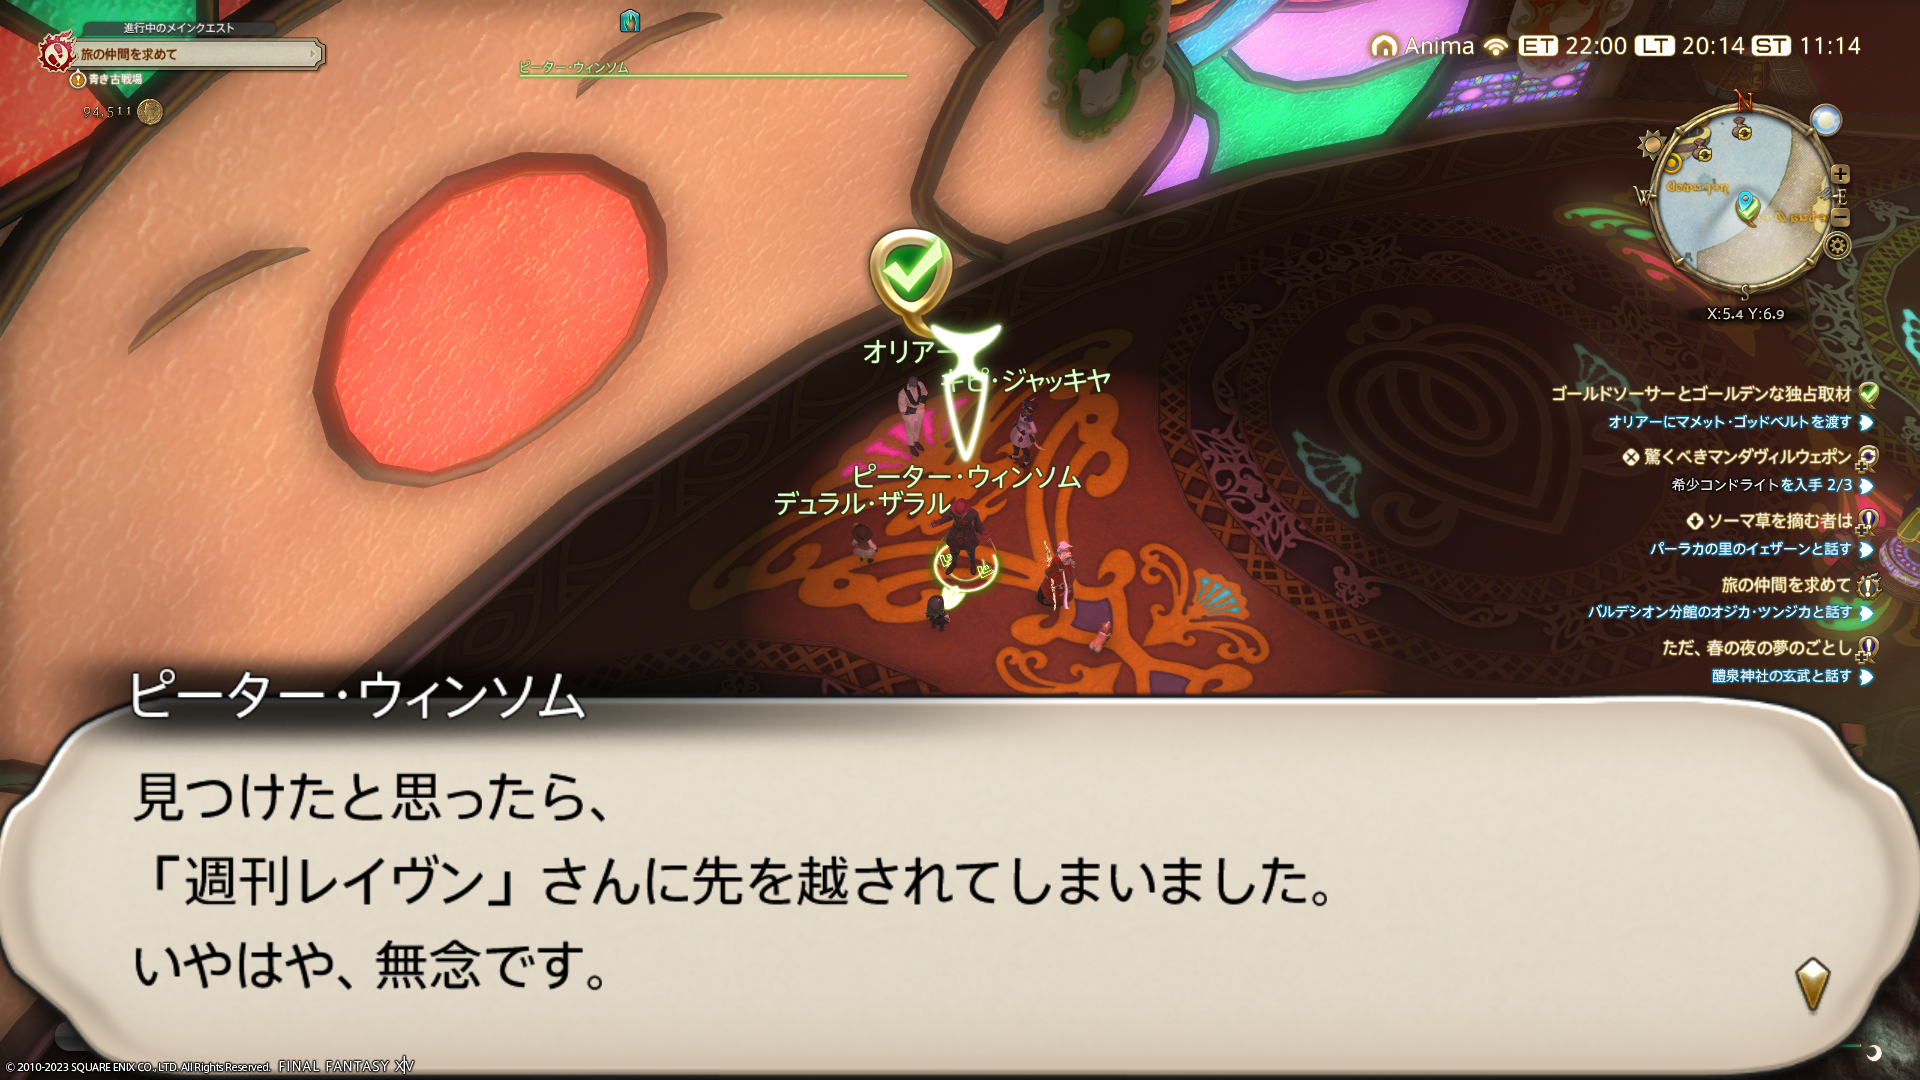 進行中のメインクエスト
旅の仲間を求めて
青き古戦場
94,511
ピーター・ウィンソム
Anima ET 22:00 LT 20:14 ST 11:14
N
W
E
S
X:5.4 Y:6.9
オリアー
キピ・ジャッキヤ
ピーター・ウィンソム
デュラル・ザラル
ゴールドソーサーとゴールデンな独占取材
オリアーにマメット・ゴッドベルトを渡す
驚くべきマンダヴィルウェポン
希少コンドライトを入手 2/3
ソーマ草を摘む者は
パーラカの里のイェザーンと話す
旅の仲間を求めて
バルデシオン分館のオジカ・ツンジカと話す
ただ、春の夜の夢のごとし
醴泉神社の玄武と話す
ピーター・ウィンソム
見つけたと思ったら、
「週刊レイヴン」さんに先を越されてしまいました。
いやはや、無念です。
© 2010-2023 SQUARE ENIX CO., LTD. All Rights Reserved. FINAL FANTASY XIV